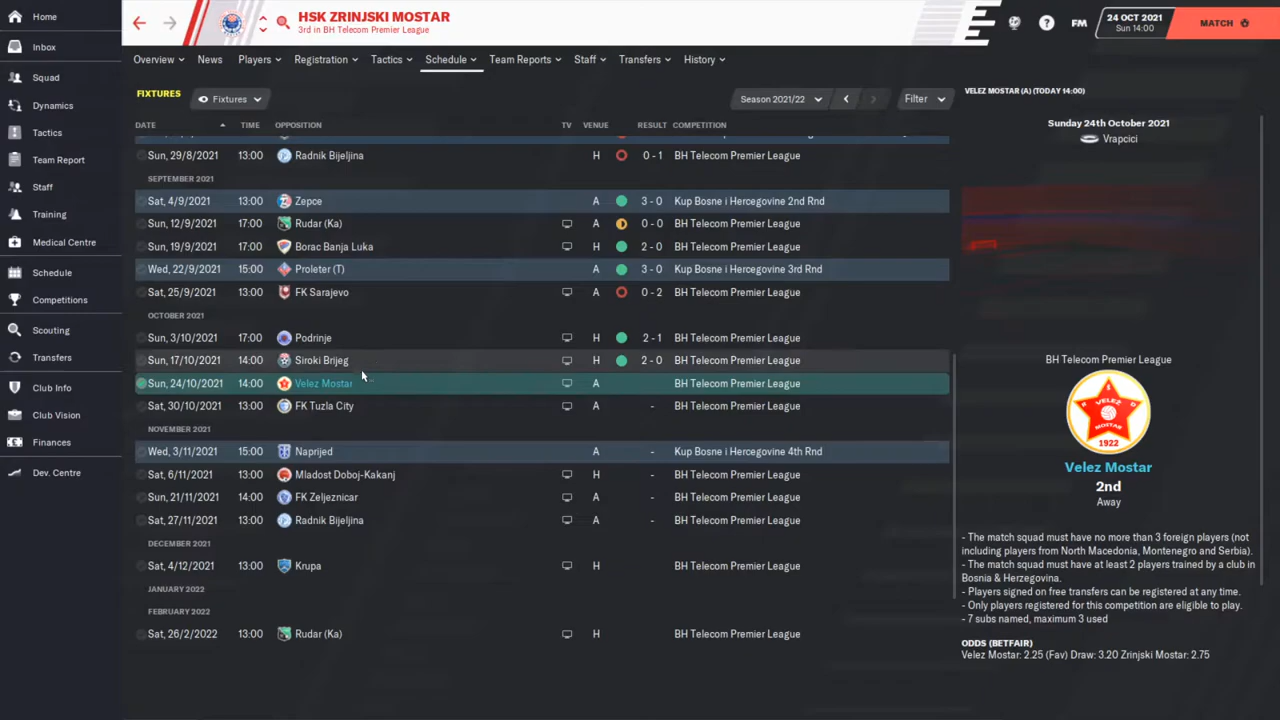 HSK ZRINJSKI MOSTAR
3rd in BH Telecom Premier League
FM
24 OCT 2021
Sun 14:00
MATCH
Home
Inbox
Squad
Dynamics
Tactics
Team Report
Staff
Training
Medical Centre
Schedule
Competitions
Scouting
Transfers
Club Info
Club Vision
Finances
Dev. Centre
Overview News Players Registration Tactics Schedule Team Reports Staff Transfers History
FIXTURES Fixtures Season 2021/22 Filter
DATE TIME OPPOSITION TV VENUE RESULT COMPETITION
Sun, 29/8/2021 13:00 Radnik Bijeljina H 0 - 1 BH Telecom Premier League
SEPTEMBER 2021
Sat, 4/9/2021 13:00 Zepce A 3 - 0 Kup Bosne i Hercegovine 2nd Rnd
Sun, 12/9/2021 17:00 Rudar (Ka) A 0 - 0 BH Telecom Premier League
Sun, 19/9/2021 17:00 Borac Banja Luka H 2 - 0 BH Telecom Premier League
Wed, 22/9/2021 15:00 Proleter (T) A 3 - 0 Kup Bosne i Hercegovine 3rd Rnd
Sat, 25/9/2021 13:00 FK Sarajevo A 0 - 2 BH Telecom Premier League
OCTOBER 2021
Sun, 3/10/2021 17:00 Podrinje H 2 - 1 BH Telecom Premier League
Sun, 17/10/2021 14:00 Siroki Brijeg H 2 - 0 BH Telecom Premier League
Sun, 24/10/2021 14:00 Velez Mostar A BH Telecom Premier League
Sat, 30/10/2021 13:00 FK Tuzla City A - BH Telecom Premier League
NOVEMBER 2021
Wed, 3/11/2021 15:00 Naprijed A - Kup Bosne i Hercegovine 4th Rnd
Sat, 6/11/2021 13:00 Mladost Doboj-Kakanj H - BH Telecom Premier League
Sun, 21/11/2021 14:00 FK Zeljeznicar A - BH Telecom Premier League
Sat, 27/11/2021 13:00 Radnik Bijeljina A - BH Telecom Premier League
DECEMBER 2021
Sat, 4/12/2021 13:00 Krupa H BH Telecom Premier League
JANUARY 2022
FEBRUARY 2022
Sat, 26/2/2022 13:00 Rudar (Ka) H BH Telecom Premier League
VELEZ MOSTAR (A) (TODAY 14:00)
Sunday 24th October 2021
Vrapcici
BH Telecom Premier League
VELEZ
MOSTAR
1922
Velez Mostar
2nd
Away
- The match squad must have no more than 3 foreign players (not
including players from North Macedonia, Montenegro and Serbia).
- The match squad must have at least 2 players trained by a club in
Bosnia & Herzegovina.
- Players signed on free transfers can be registered at any time.
- Only players registered for this competition are eligible to play.
- 7 subs named, maximum 3 used
ODDS (BETFAIR)
Velez Mostar: 2.25 (Fav) Draw: 3.20 Zrinjski Mostar: 2.75